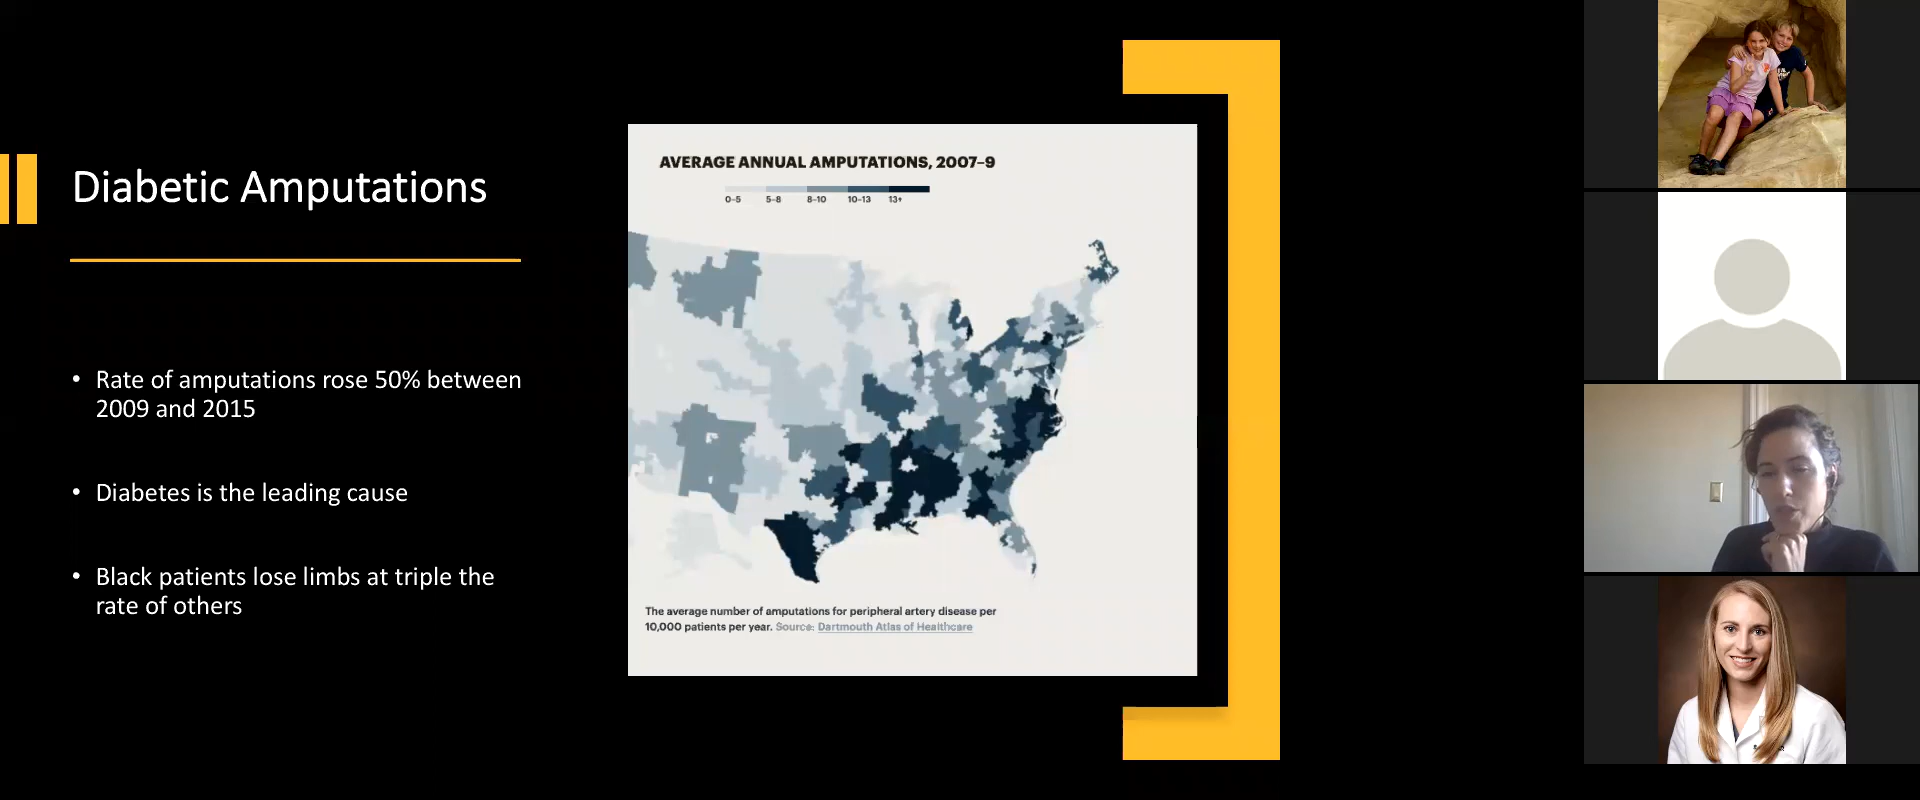 Diabetic Amputations
• Rate of amputations rose 50% between
2009 and 2015
• Diabetes is the leading cause
• Black patients lose limbs at triple the
rate of others
AVERAGE ANNUAL AMPUTATIONS, 2007–9
0–5 5–8 8–10 10–13 13+
The average number of amputations for peripheral artery disease per
10,000 patients per year. Source: Dartmouth Atlas of Healthcare